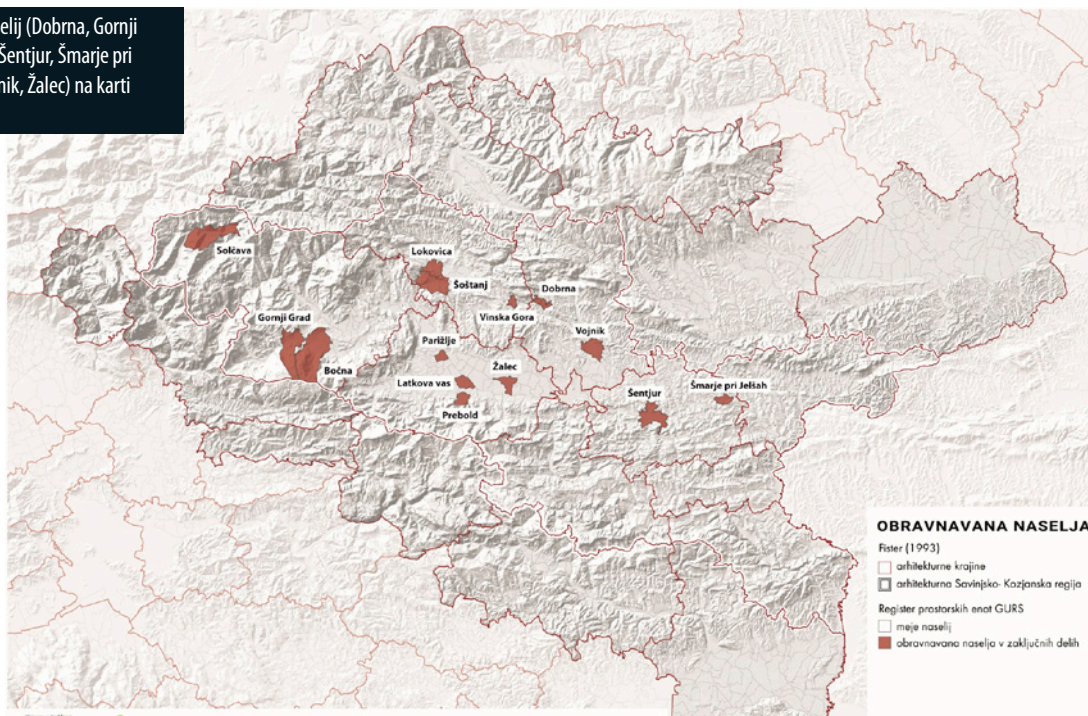 elij (Dobrna, Gornji
Šentjur, Šmarje pri
nik, Žalec) na karti
Solčava
Lokovica
Šoštanj
Dobrna
Vinska Gora
Gornji Grad
Vojnik
Parižlje
Bočna
Žalec
Latkova vas
Šmarje pri Jelšah
Šentjur
Prebold
OBRAVNAVANA NASELJA
Fister (1993)
arhitekturne krajine
arhitekturna Savinjsko- Kozjanska regija
Register prostorskih enot GURS
meje naselij
obravnavana naselja v zaključnih delih